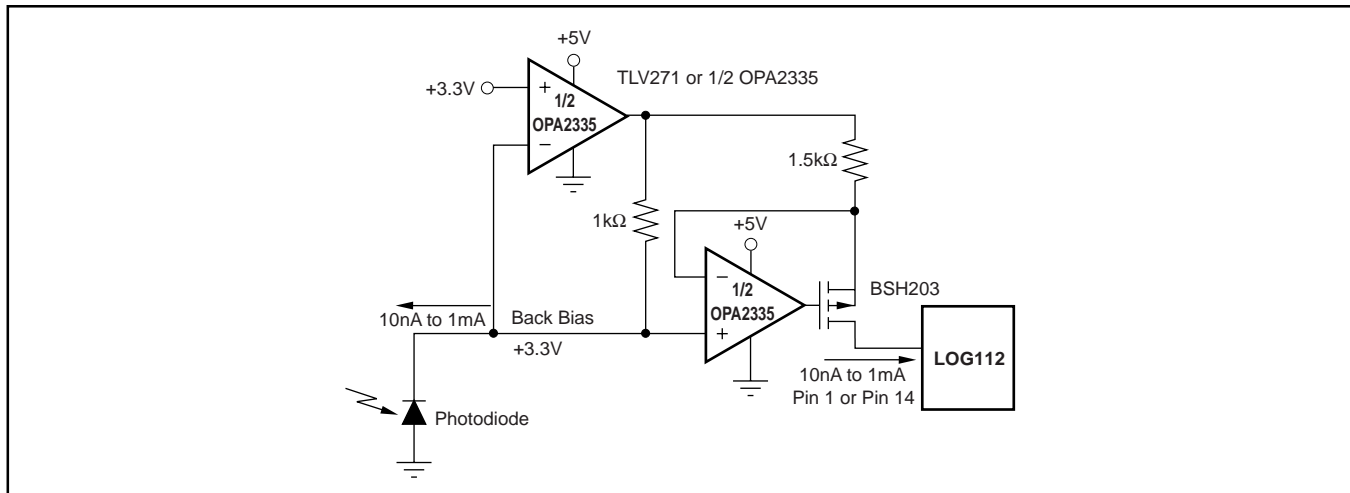 +5V
TLV271 or 1/2 OPA2335
+3.3V
+
1/2
OPA2335
−
1.5kΩ
1kΩ
+5V
−
1/2
OPA2335
+
BSH203
10nA to 1mA
Back Bias
+3.3V
LOG112
10nA to 1mA
Pin 1 or Pin 14
Photodiode